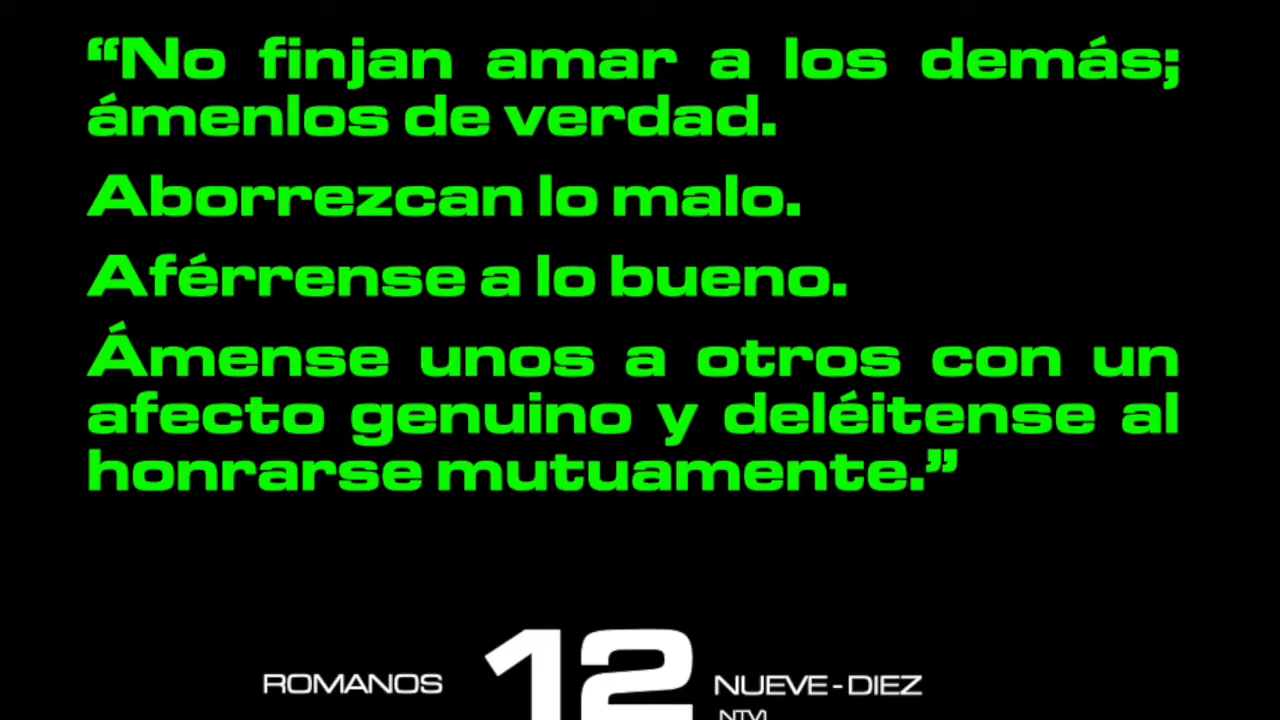 “No finjan amar a los demás;
ámenlos de verdad.
Aborrezcan lo malo.
Aférrense a lo bueno.
Ámense unos a otros con un
afecto genuino y deléitense al
honrarse mutuamente.”
ROMANOS 12 NUEVE-DIEZ